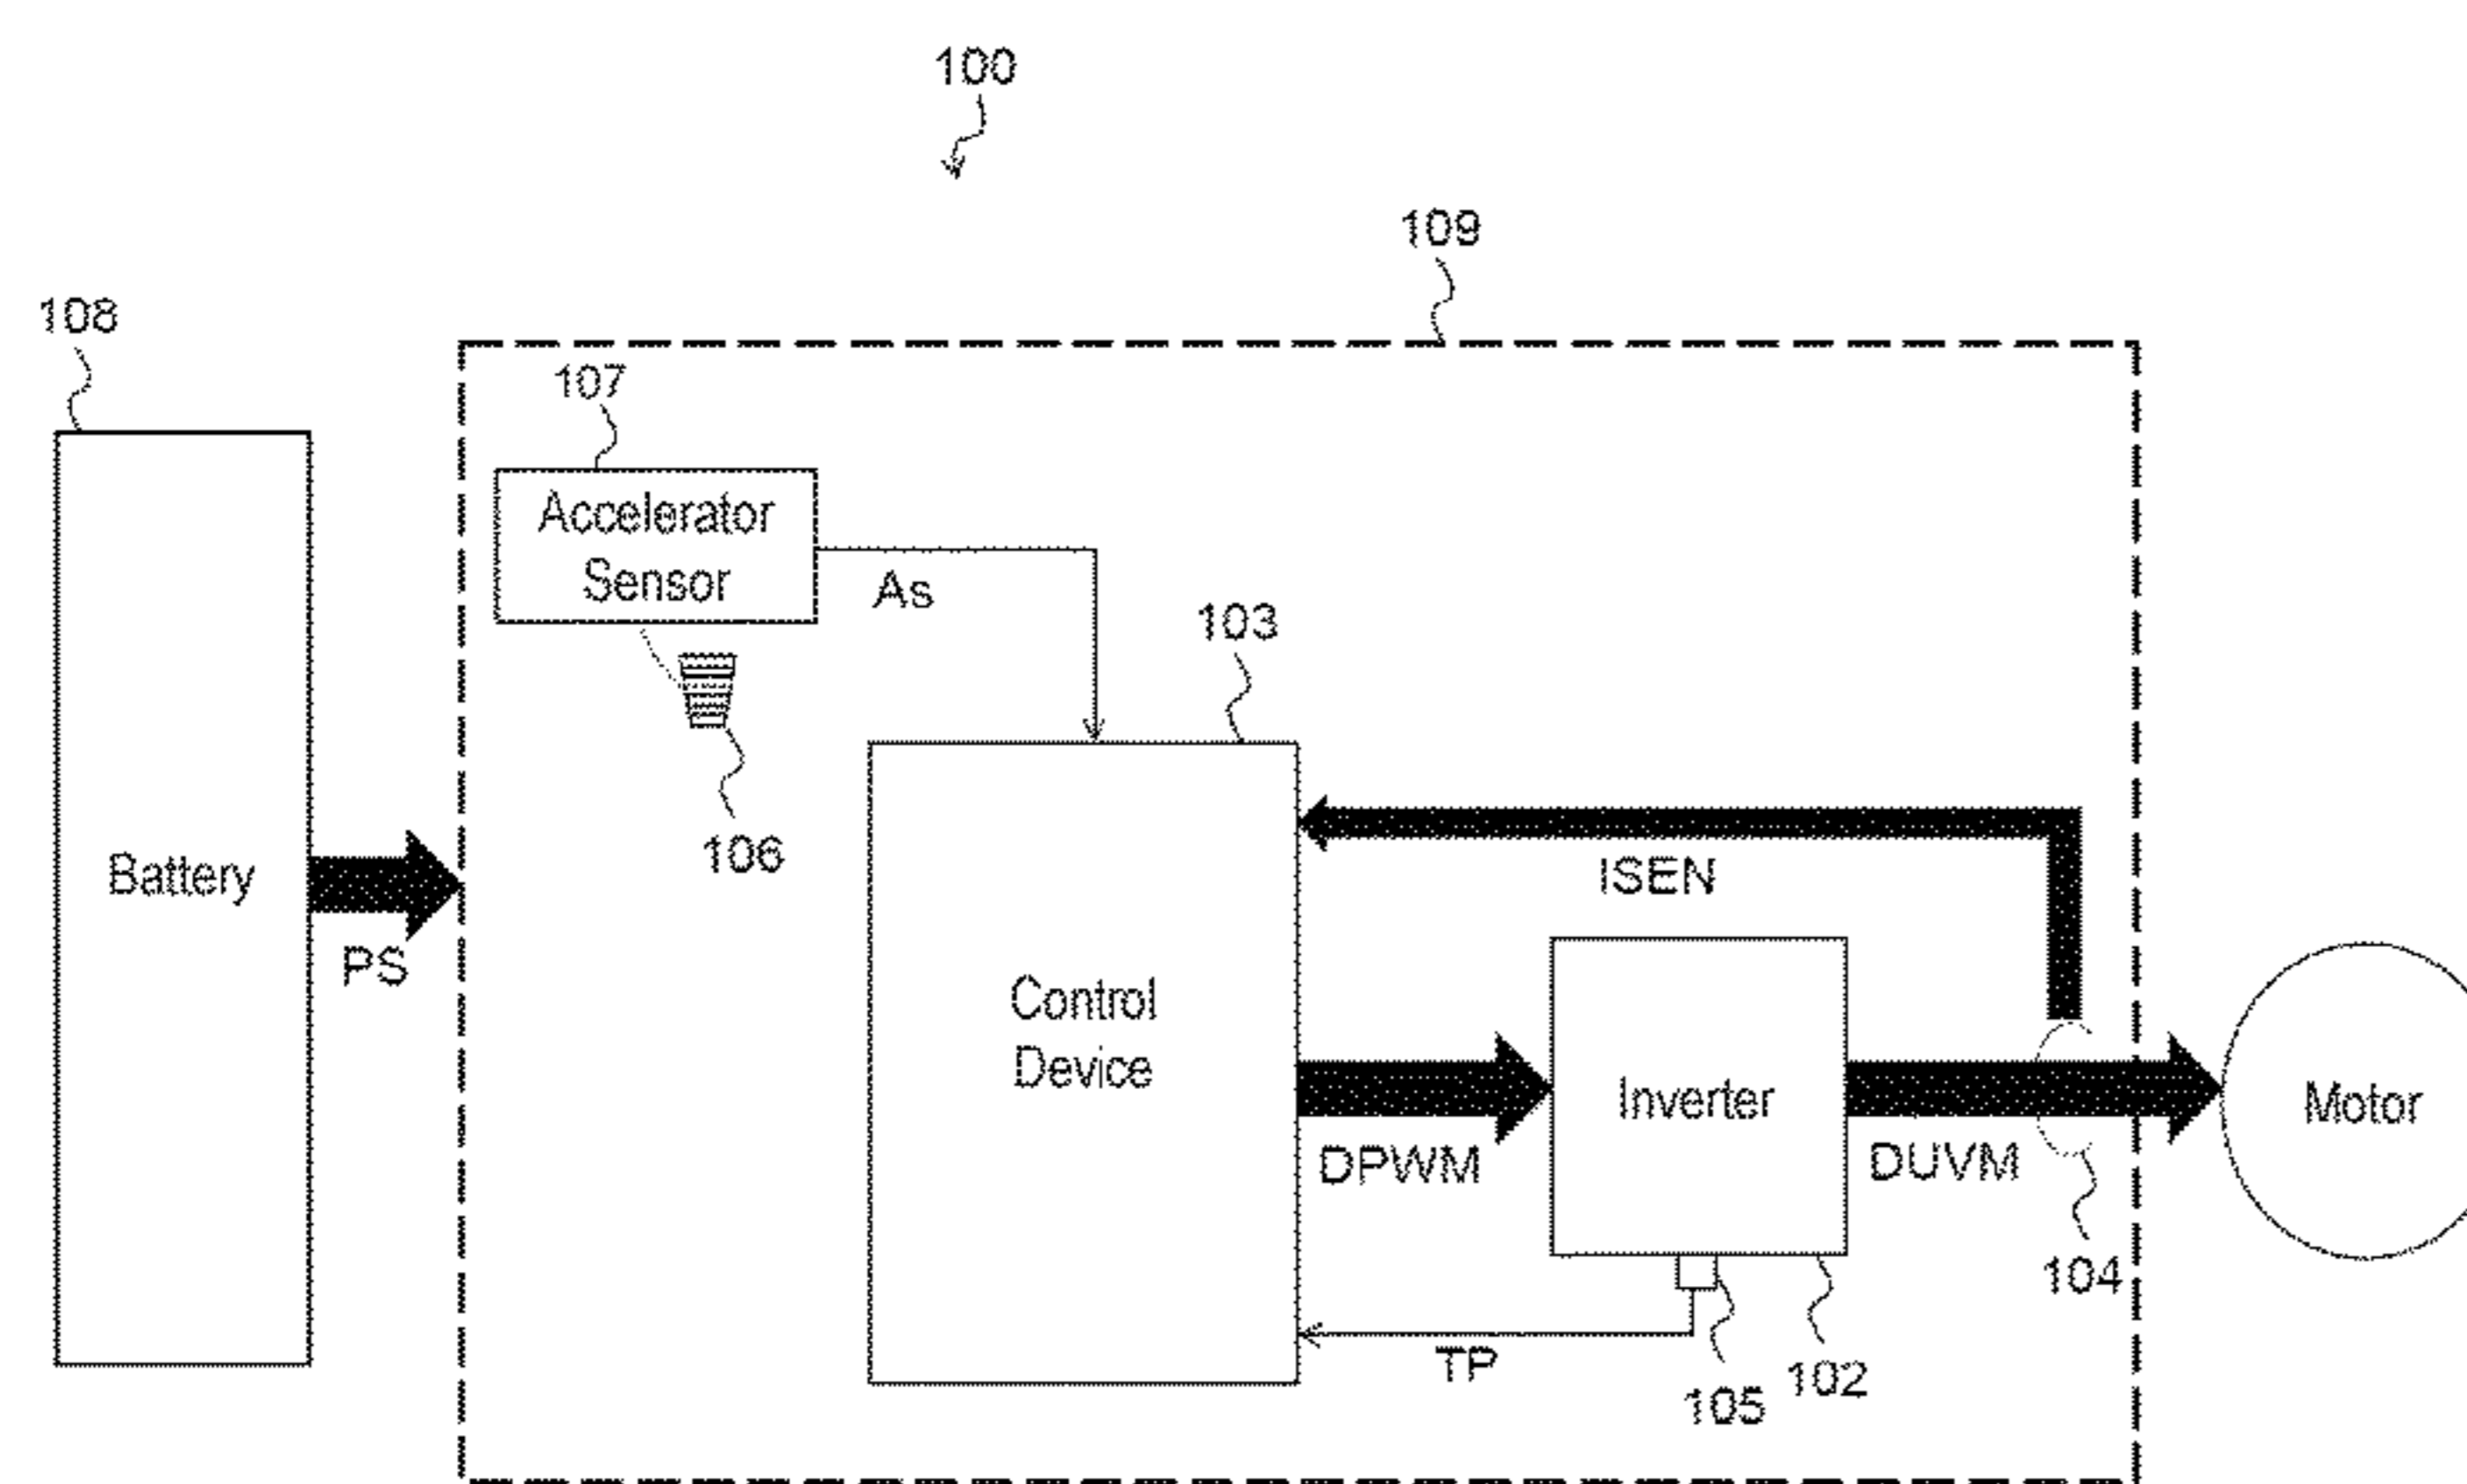 100
109
108
107
Accelerator
Sensor
As
103
106
Battery
PS
ISEN
Control
Device
DPWM
Inverter
DUVM
Motor
104
TP
102
105